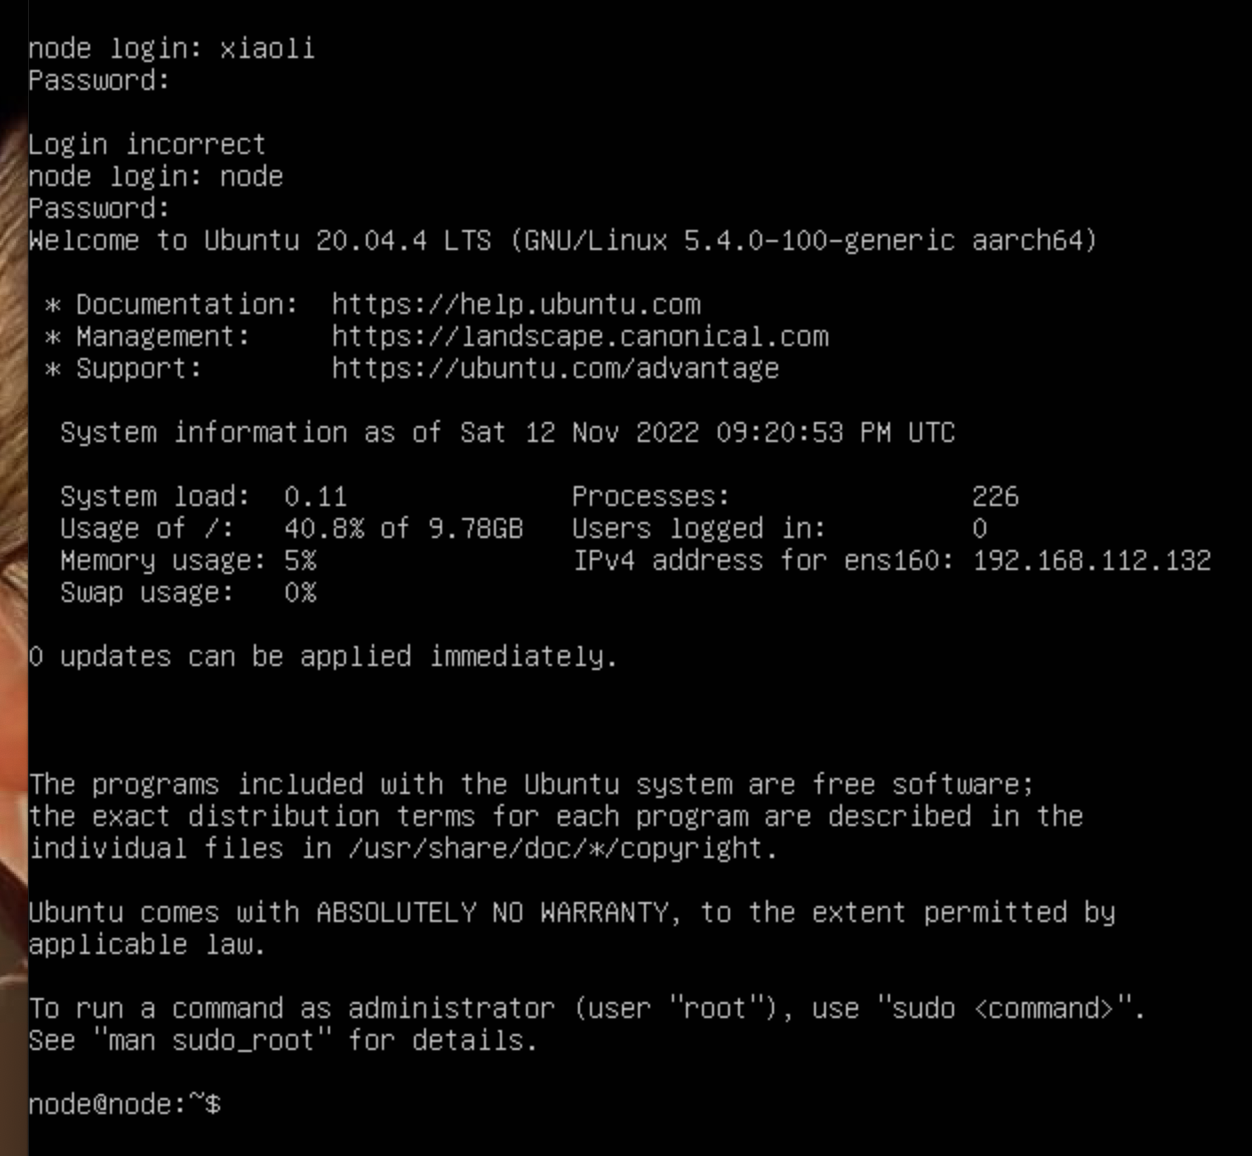 node login: xiaoli
Password:
Login incorrect
node login: node
Password:
Welcome to Ubuntu 20.04.4 LTS (GNU/Linux 5.4.0-100-generic aarch64)
* Documentation: https://help.ubuntu.com
* Management: https://landscape.canonical.com
* Support: https://ubuntu.com/advantage
System information as of Sat 12 Nov 2022 09:20:53 PM UTC
System load: 0.11 Processes: 226
Usage of /: 40.8% of 9.78GB Users logged in: 0
Memory usage: 5% IPv4 address for ens160: 192.168.112.132
Swap usage: 0%
0 updates can be applied immediately.
The programs included with the Ubuntu system are free software;
the exact distribution terms for each program are described in the
individual files in /usr/share/doc/*/copyright.
Ubuntu comes with ABSOLUTELY NO WARRANTY, to the extent permitted by
applicable law.
To run a command as administrator (user "root"), use "sudo <command>".
See "man sudo_root" for details.
node@node:~$